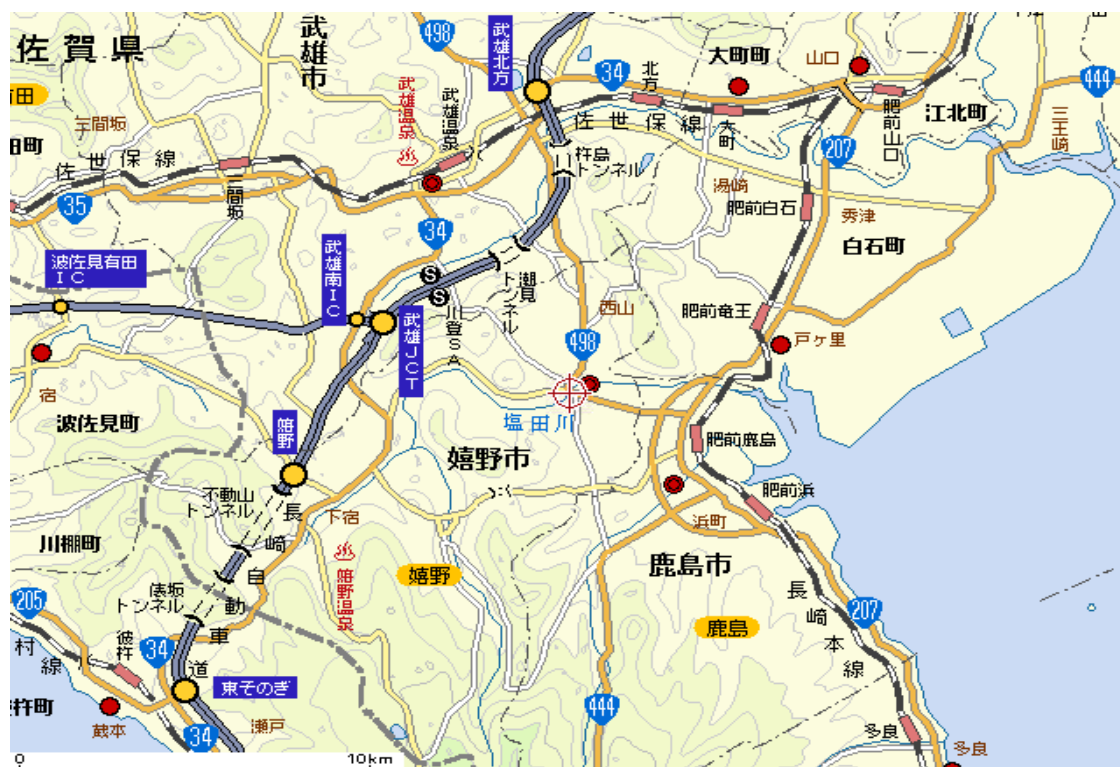 佐賀県
武雄市
498
武雄北方
34
北方
大町町
山口
444
有田
三間坂
武雄温泉
武雄温泉
佐世保線
大町
肥前山口
江北町
三王崎
田町
佐世保線
三間坂
杵島
トンネル
207
湯崎
肥前白石
秀津
35
34
白石町
波佐見有田
IC
武雄南IC
S
S
川登SA
潮見
トンネル
西山
肥前竜王
武雄JCT
498
戸ヶ里
宿
波佐見町
塩田川
嬉野
嬉野市
肥前鹿島
不動山
トンネル
肥前浜
長崎自動車道
下宿
浜町
川棚町
嬉野温泉
嬉野
鹿島市
俵坂
トンネル
205
彼杵
村線
34
鹿島
長崎本線
207
東そのぎ
杵町
蔵本
34
瀬戸
444
多良
多良
0
10km